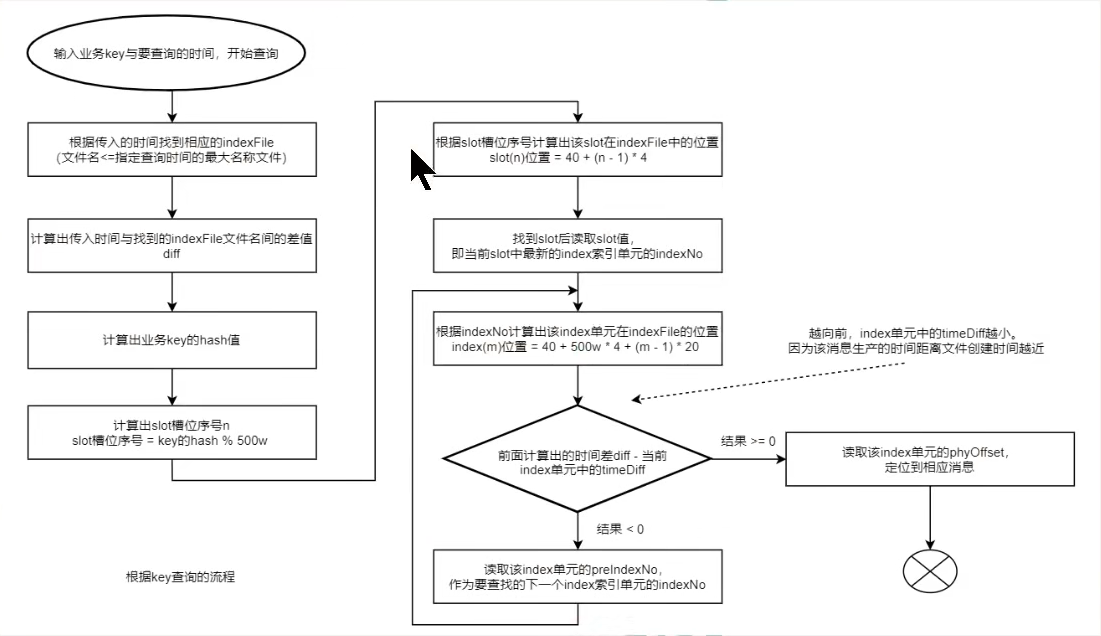 输入业务key与要查询的时间，开始查询
根据传入的时间找到相应的indexFile
(文件名<=指定查询时间的最大名称文件)
计算出传入时间与找到的indexFile文件名间的差值
diff
计算出业务key的hash值
计算出slot槽位序号n
slot槽位序号 = key的hash % 500w
根据slot槽位序号计算出该slot在indexFile中的位置
slot(n)位置 = 40 + (n - 1) * 4
找到slot后读取slot值，
即当前slot中最新的index索引单元的indexNo
根据indexNo计算出该index单元在indexFile的位置
index(m)位置 = 40 + 500w * 4 + (m - 1) * 20
越向前，index单元中的timeDiff越小。
因为该消息生产的时间距离文件创建时间越近
前面计算出的时间差diff - 当前
index单元中的timeDiff
结果 >= 0
读取该index单元的phyOffset，
定位到相应消息
结果 < 0
读取该index单元的preIndexNo，
作为要查找的下一个index索引单元的indexNo
根据key查询的流程